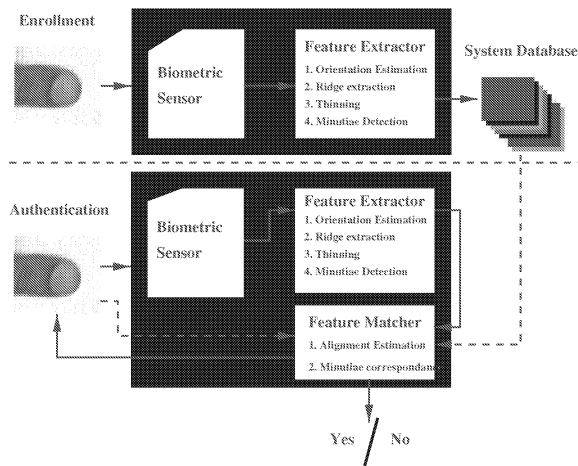 Enrollment
Biometric
Sensor
Feature Extractor
1. Orientation Estimation
2. Ridge extraction
3. Thinning
4. Minutiae Detection
System Database
Authentication
Biometric
Sensor
Feature Extractor
1. Orientation Estimation
2. Ridge extraction
3. Thinning
4. Minutiae Detection
Feature Matcher
1. Alignment Estimation
2. Minutiae correspondance
Yes / No